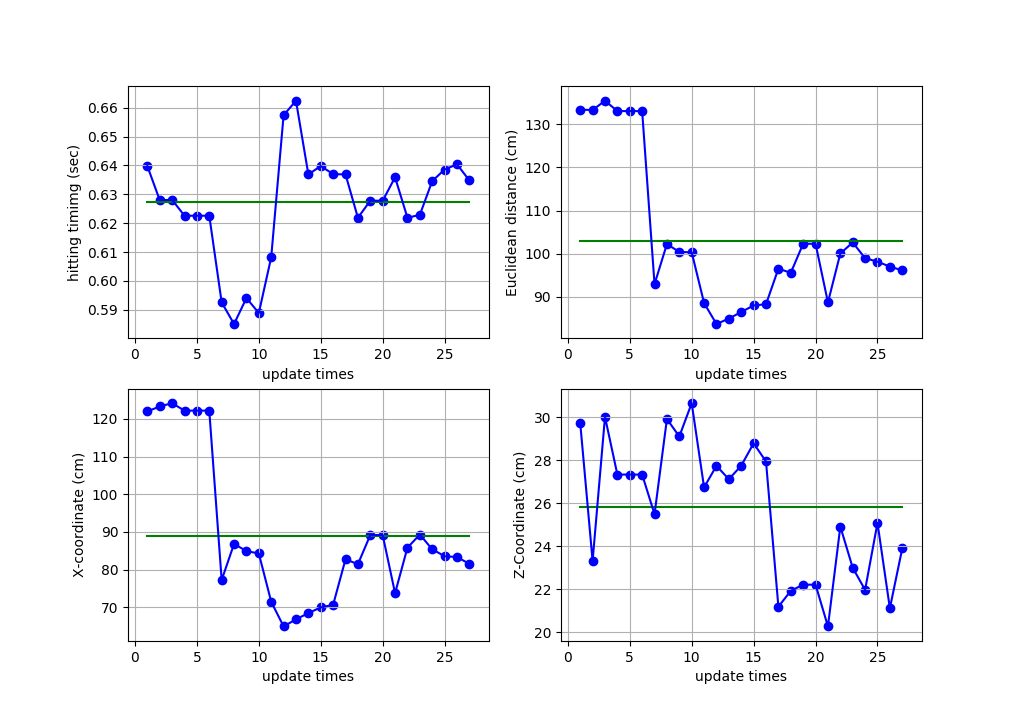 0.66
0.65
0.64
0.63
0.62
0.61
0.60
0.59
hitting timimg (sec)
0 5 10 15 20 25
update times
130
120
110
100
90
Euclidean distance (cm)
0 5 10 15 20 25
update times
120
110
100
90
80
70
X-coordinate (cm)
0 5 10 15 20 25
update times
30
28
26
24
22
20
Z-Coordinate (cm)
0 5 10 15 20 25
update times